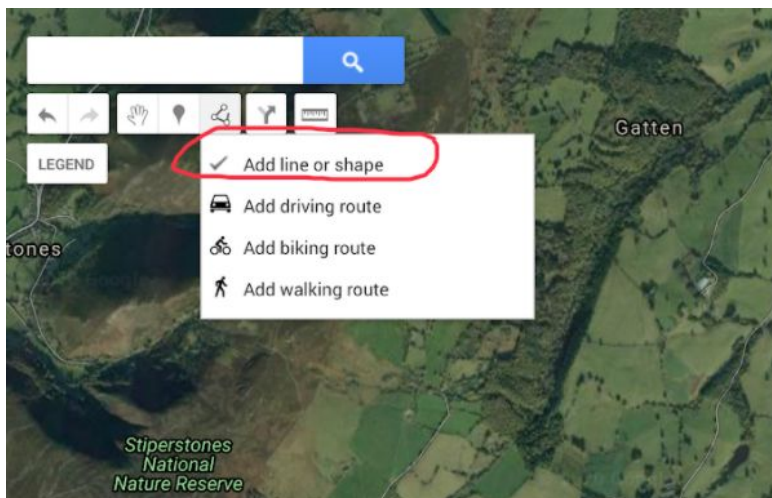 LEGEND
Add line or shape
Add driving route
Add biking route
Add walking route
Gatten
tones
Stiperstones
National
Nature Reserve